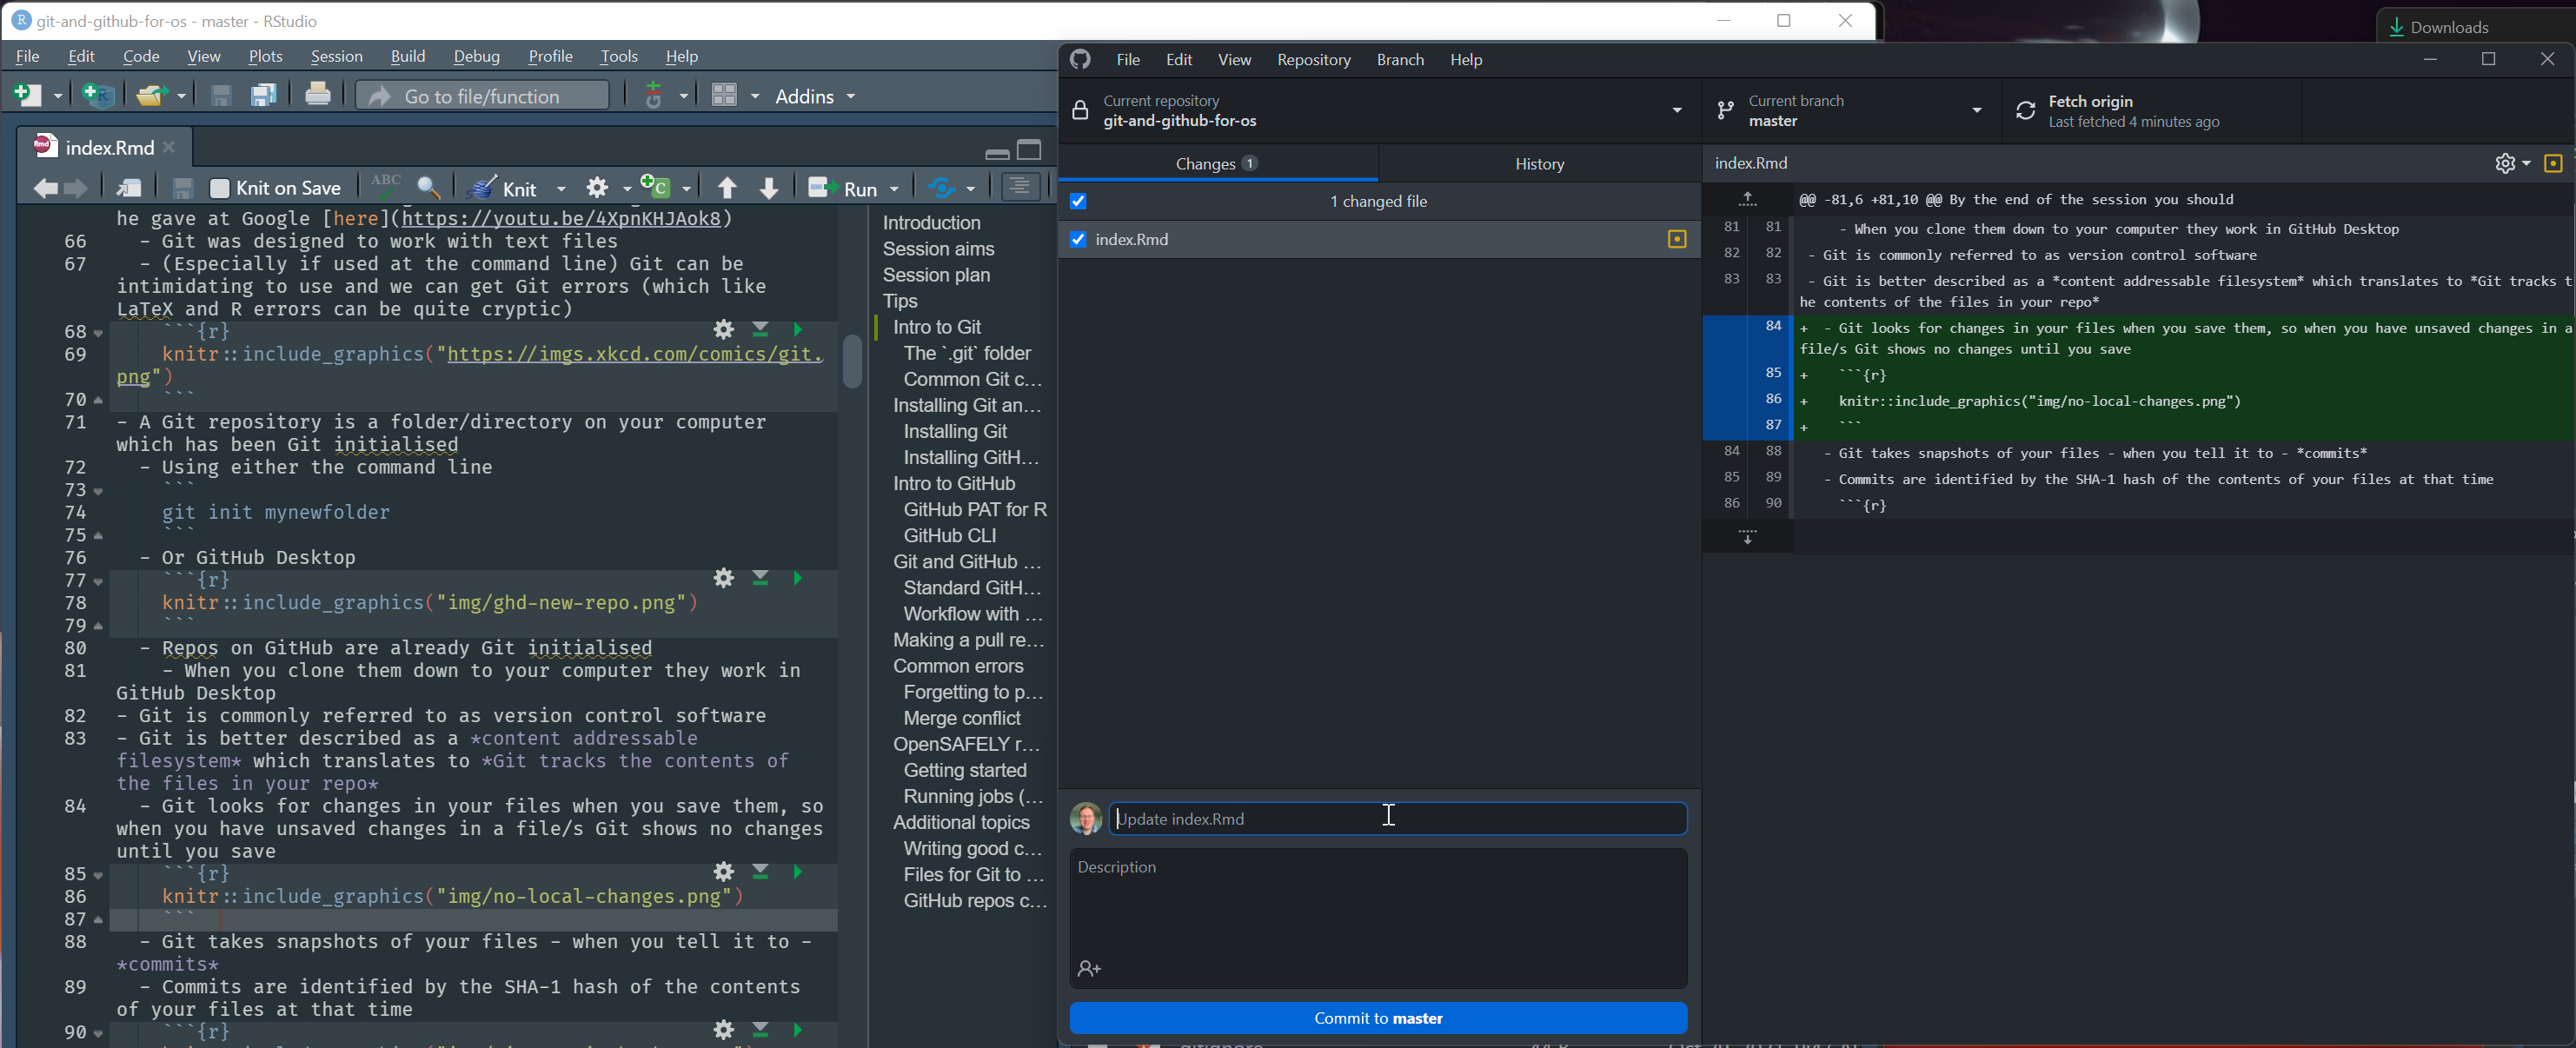 git-and-github-for-os - master - RStudio
File Edit Code View Plots Session Build Debug Profile Tools Help
Go to file/function
Addins
index.Rmd
Knit on Save
ABC
Knit
Run
he gave at Google [here](https://youtu.be/4XpnKHJAok8)
66 - Git was designed to work with text files
67 - (Especially if used at the command line) Git can be
intimidating to use and we can get Git errors (which like
LaTeX and R errors can be quite cryptic)
68 ```{r}
69 knitr::include_graphics("https://imgs.xkcd.com/comics/git.
png")
70 ```
71 - A Git repository is a folder/directory on your computer
which has been Git initialised
72 - Using either the command line
73 ```
74 git init mynewfolder
75 ```
76 - Or GitHub Desktop
77 ```{r}
78 knitr::include_graphics("img/ghd-new-repo.png")
79 ```
80 - Repos on GitHub are already Git initialised
81 - When you clone them down to your computer they work in
GitHub Desktop
82 - Git is commonly referred to as version control software
83 - Git is better described as a *content addressable
filesystem* which translates to *Git tracks the contents of
the files in your repo*
84 - Git looks for changes in your files when you save them, so
when you have unsaved changes in a file/s Git shows no changes
until you save
85 ```{r}
86 knitr::include_graphics("img/no-local-changes.png")
87 ```
88 - Git takes snapshots of your files - when you tell it to -
*commits*
89 - Commits are identified by the SHA-1 hash of the contents
of your files at that time
90 ```{r}
Introduction
Session aims
Session plan
Tips
Intro to Git
The `.git` folder
Common Git c...
Installing Git an...
Installing Git
Installing GitH...
Intro to GitHub
GitHub PAT for R
GitHub CLI
Git and GitHub ...
Standard GitH...
Workflow with ...
Making a pull re...
Common errors
Forgetting to p...
Merge conflict
OpenSAFELY r...
Getting started
Running jobs (...
Additional topics
Writing good c...
Files for Git to ...
GitHub repos c...
Downloads
File Edit View Repository Branch Help
Current repository
git-and-github-for-os
Current branch
master
Fetch origin
Last fetched 4 minutes ago
Changes 1
History
1 changed file
index.Rmd
Update index.Rmd
Description
Commit to master
index.Rmd
@@ -81,6 +81,10 @@ By the end of the session you should
81 81 - When you clone them down to your computer they work in GitHub Desktop
82 82 - Git is commonly referred to as version control software
83 83 - Git is better described as a *content addressable filesystem* which translates to *Git tracks t
he contents of the files in your repo*
84 + - Git looks for changes in your files when you save them, so when you have unsaved changes in a
file/s Git shows no changes until you save
85 + ```{r}
86 + knitr::include_graphics("img/no-local-changes.png")
87 + ```
84 88 - Git takes snapshots of your files - when you tell it to - *commits*
85 89 - Commits are identified by the SHA-1 hash of the contents of your files at that time
86 90 ```{r}